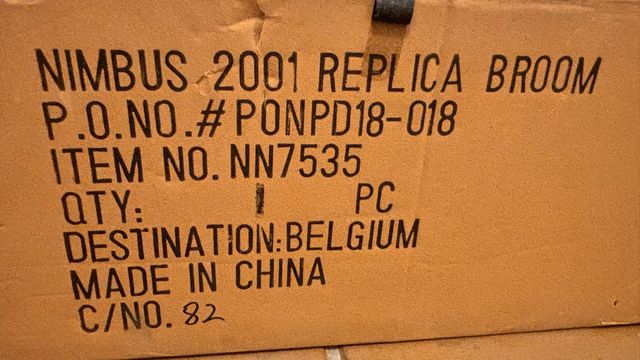 NIMBUS 2001 REPLICA BROOM
P.O.NO.# PONPD18-018
ITEM NO. NN7535
QTY: 1 PC
DESTINATION:BELGIUM
MADE IN CHINA
C/NO. 82